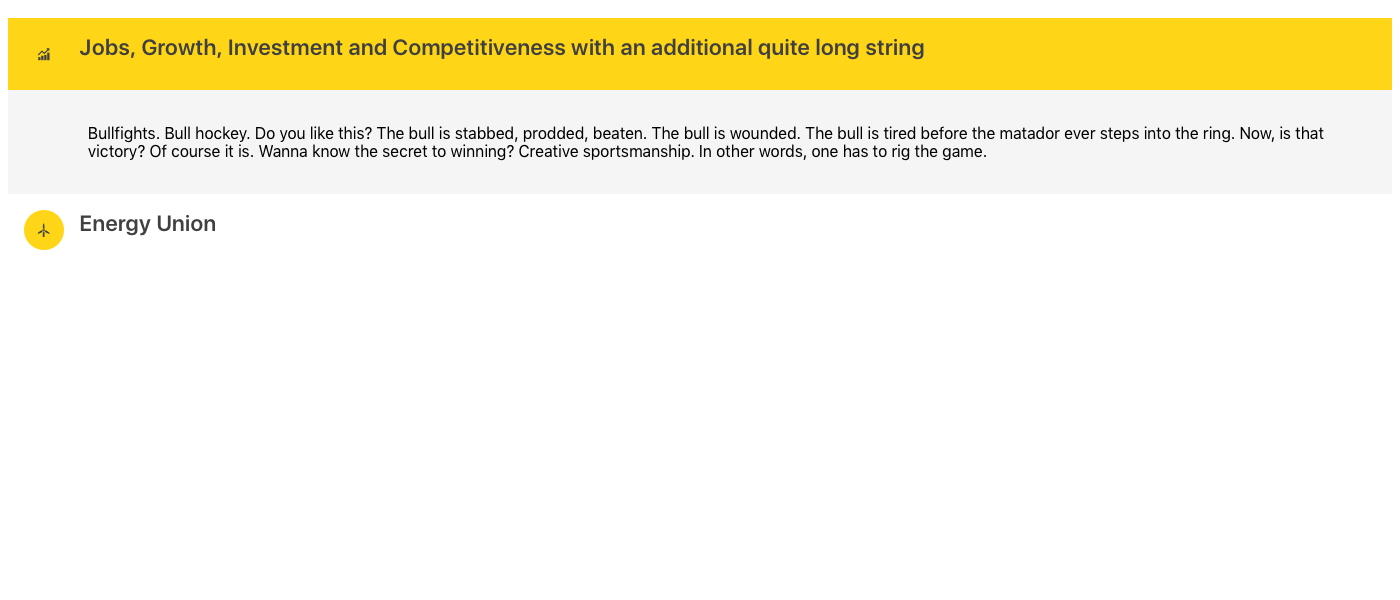 Jobs, Growth, Investment and Competitiveness with an additional quite long string
Bullfights. Bull hockey. Do you like this? The bull is stabbed, prodded, beaten. The bull is wounded. The bull is tired before the matador ever steps into the ring. Now, is that
victory? Of course it is. Wanna know the secret to winning? Creative sportsmanship. In other words, one has to rig the game.
Energy Union